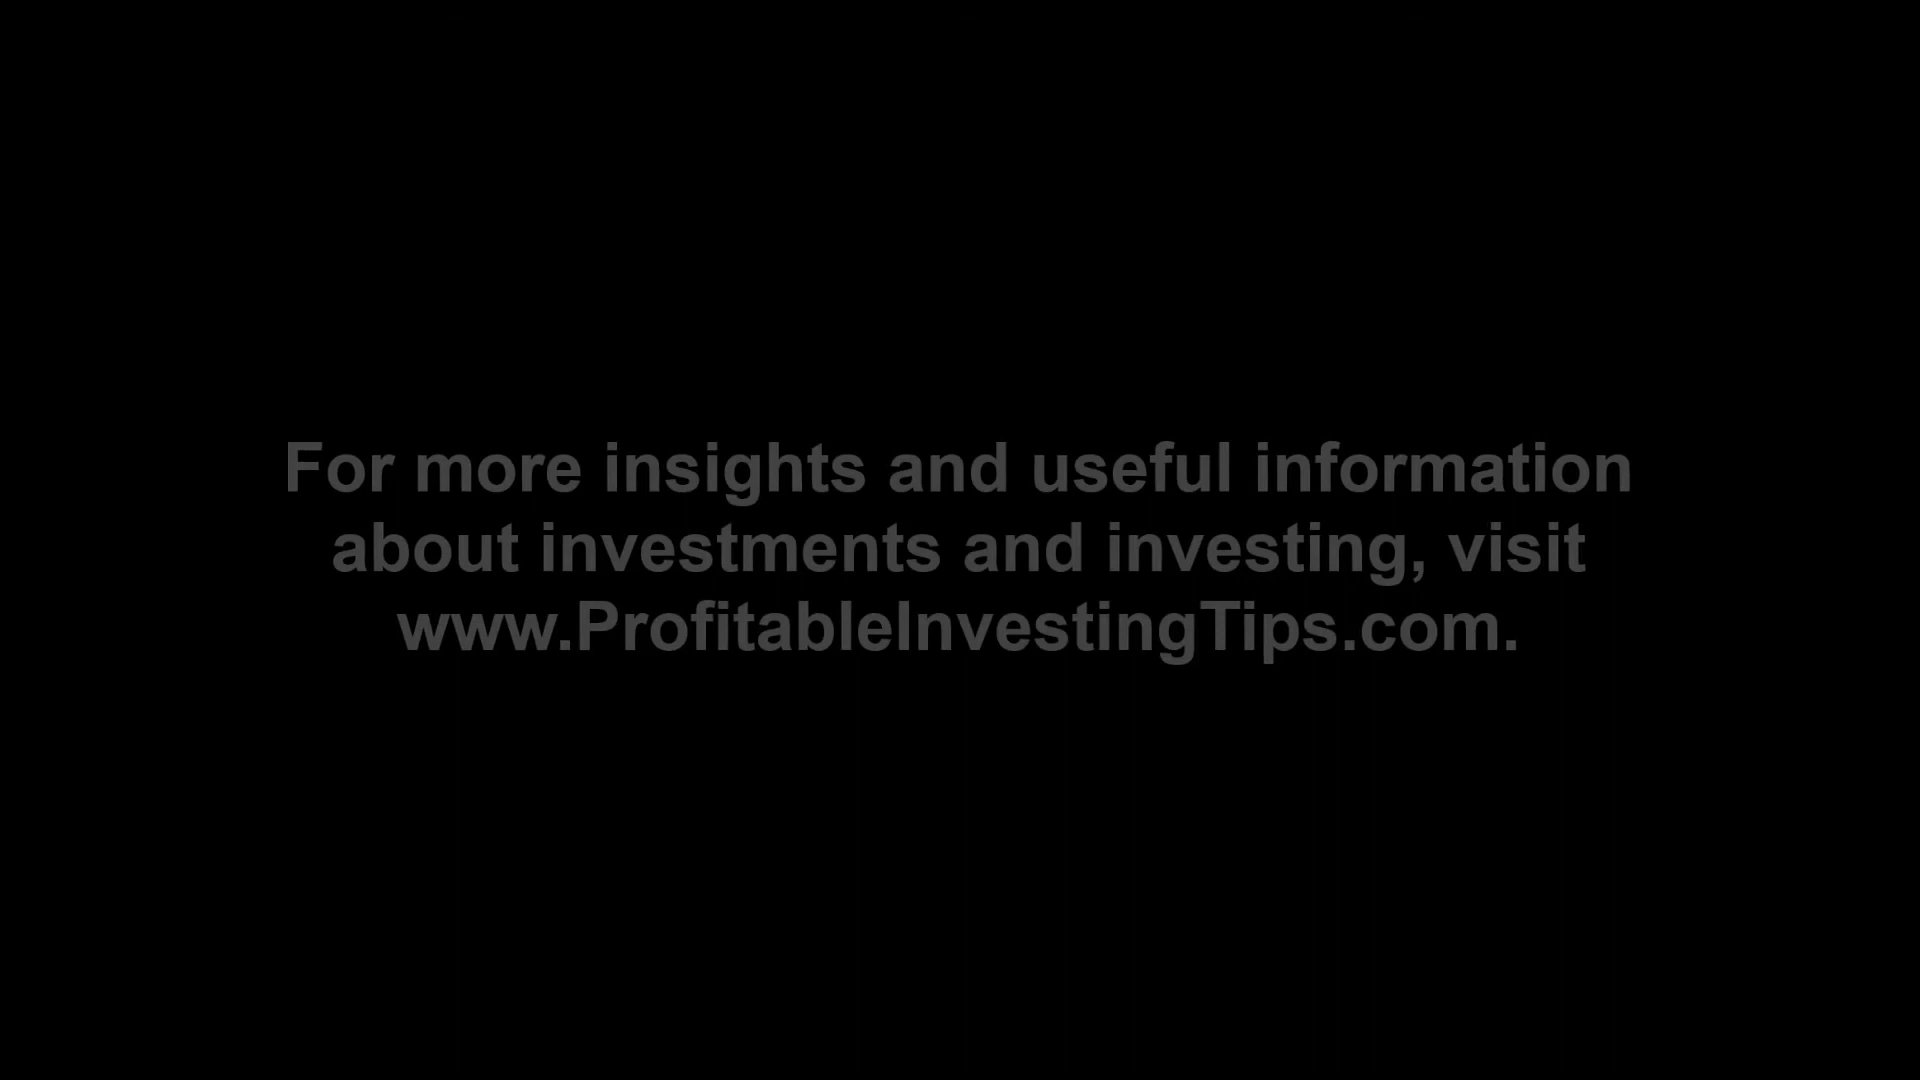 For more insights and useful information
about investments and investing, visit
www.ProfitableInvestingTips.com.